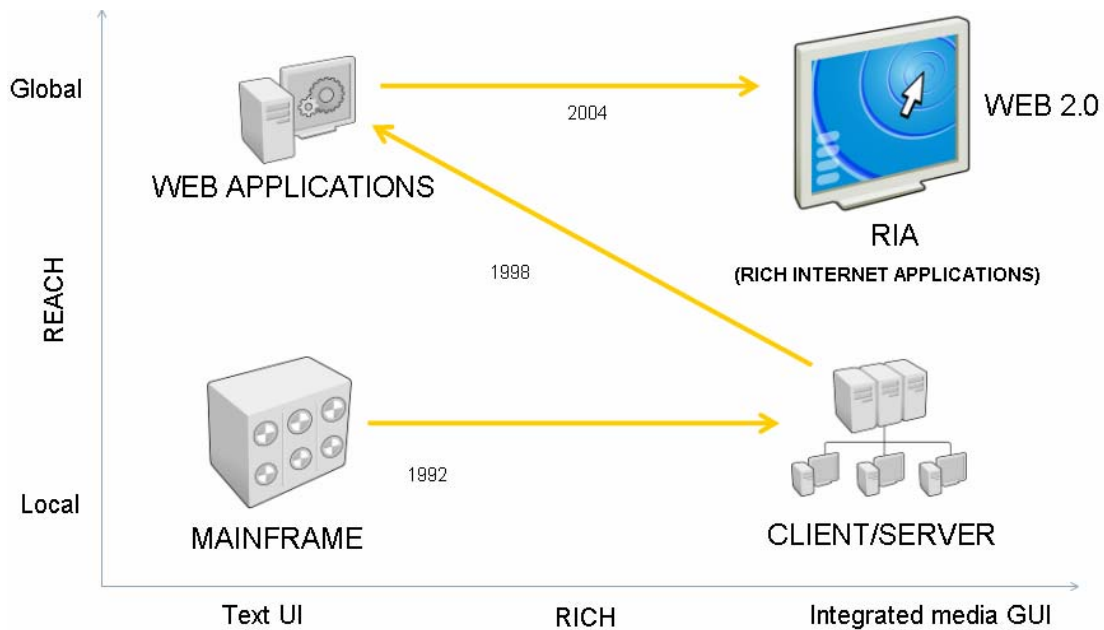 Global
2004
WEB 2.0
WEB APPLICATIONS
RIA
(RICH INTERNET APPLICATIONS)
1998
REACH
1992
Local
MAINFRAME
CLIENT/SERVER
Text UI
RICH
Integrated media GUI